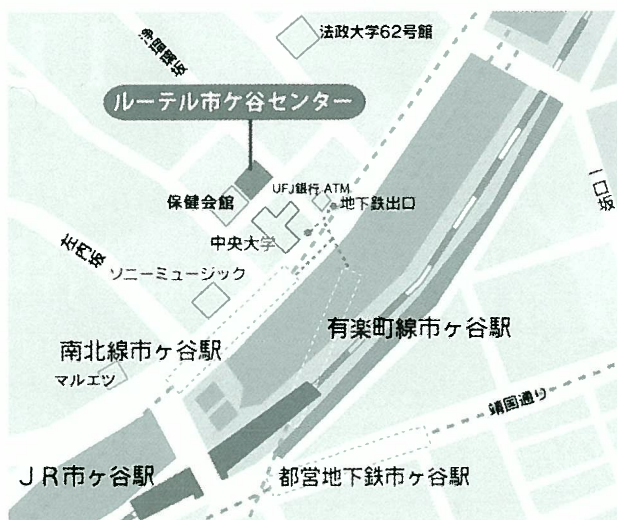 法政大学62号館
浄瑠璃坂
ルーテル市ケ谷センター
UFJ銀行 ATM
保健会館
地下鉄出口
一口坂
中央大学
左内坂
ソニーミュージック
有楽町線市ヶ谷駅
南北線市ヶ谷駅
マルエツ
靖国通り
JR市ヶ谷駅
都営地下鉄市ヶ谷駅